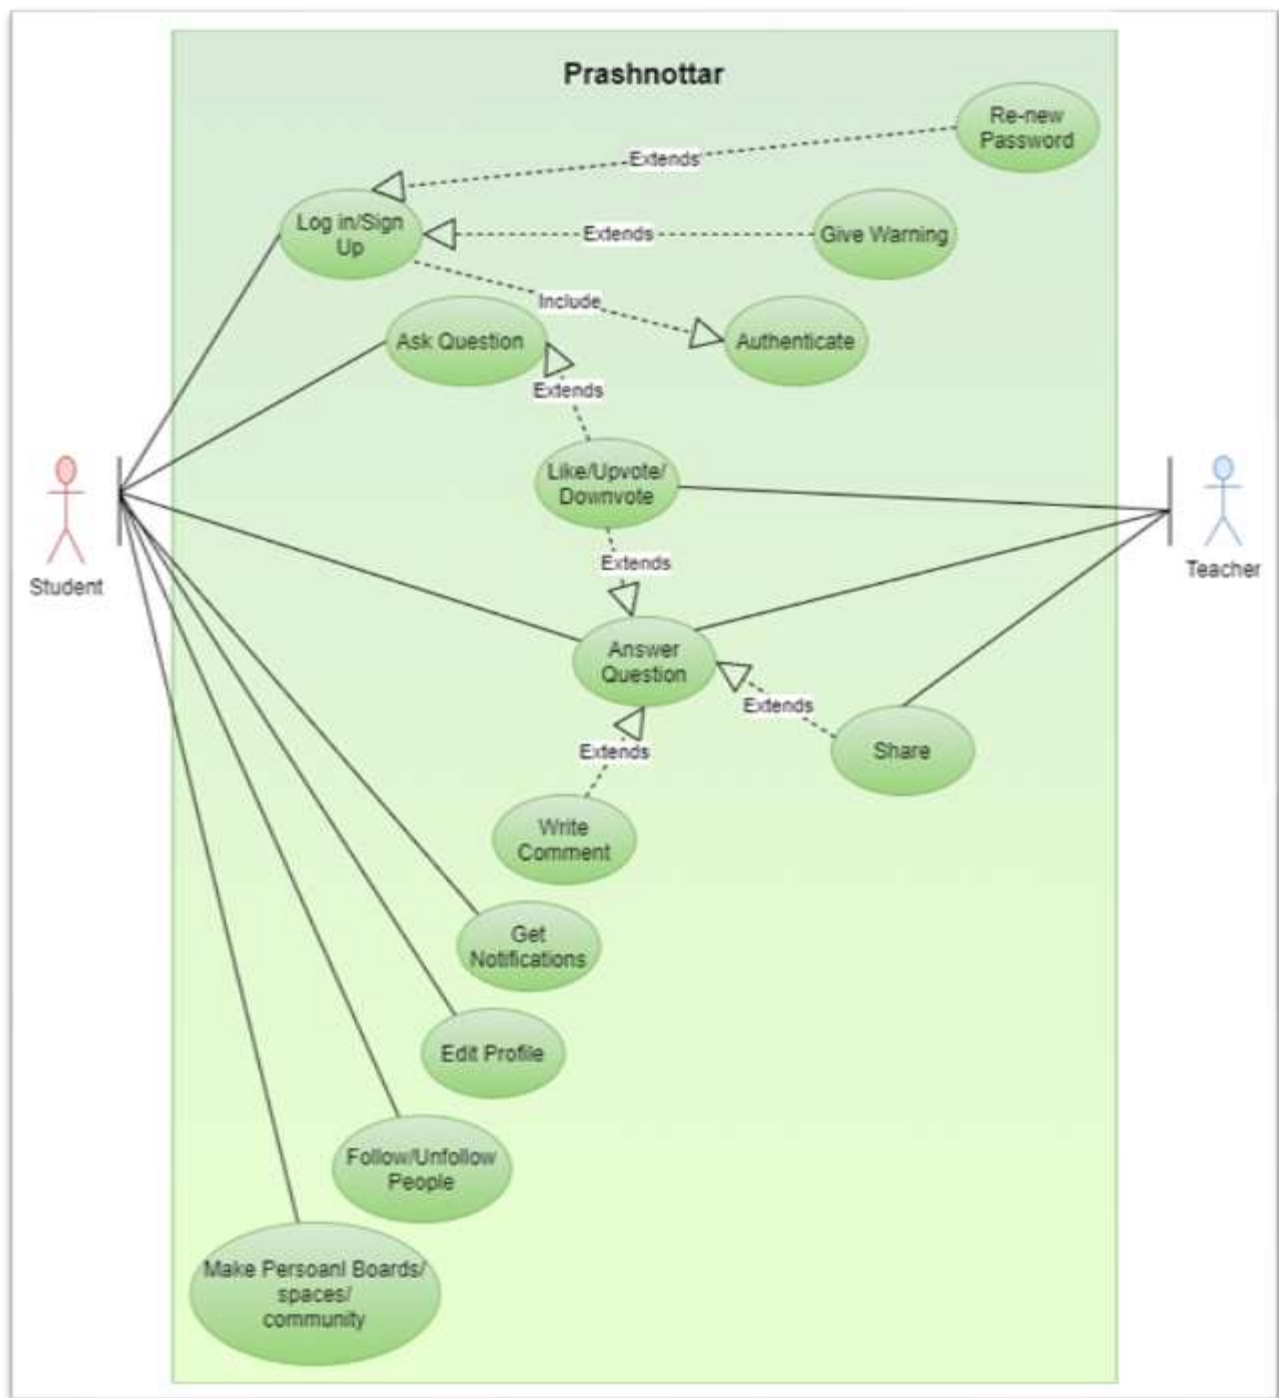 Prashnottar
Re-new
Password
Extends
Log in/Sign
Up
Extends
Give Warning
Include
Ask Question
Authenticate
Extends
Like/Upvote/
Downvote
Extends
Student
Teacher
Answer
Question
Extends
Share
Extends
Write
Comment
Get
Notifications
Edit Profile
Follow/Unfollow
People
Make Persoanl Boards/
spaces/
community